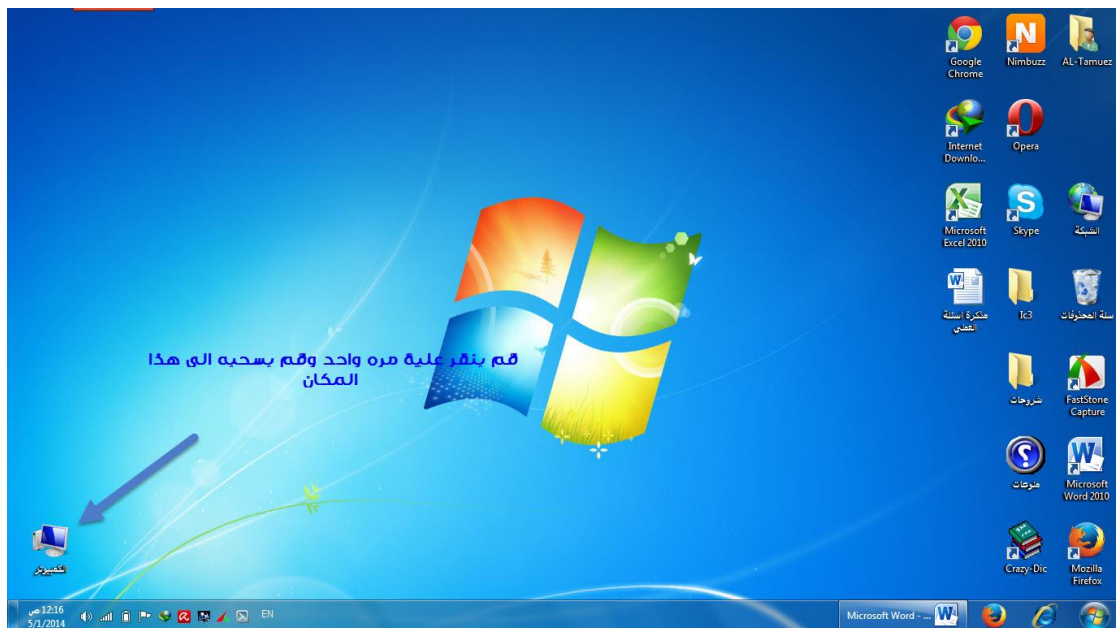 Google
Chrome
Nimbuzz
AL-Tamuez
Internet
Downlo...
Opera
Microsoft
Excel 2010
Skype
الشبكة
مذكرة اسئلة
العملي
Ic3
سلة المحذوفات
قم بنقر علية مره واحد وقم بسحبه الى هذا
المكان
شروحات
FastStone
Capture
منوعات
Microsoft
Word 2010
الكمبيوتر
Crazy-Dic
Mozilla
Firefox
12:16 ص
5/1/2014
EN
Microsoft Word - ...